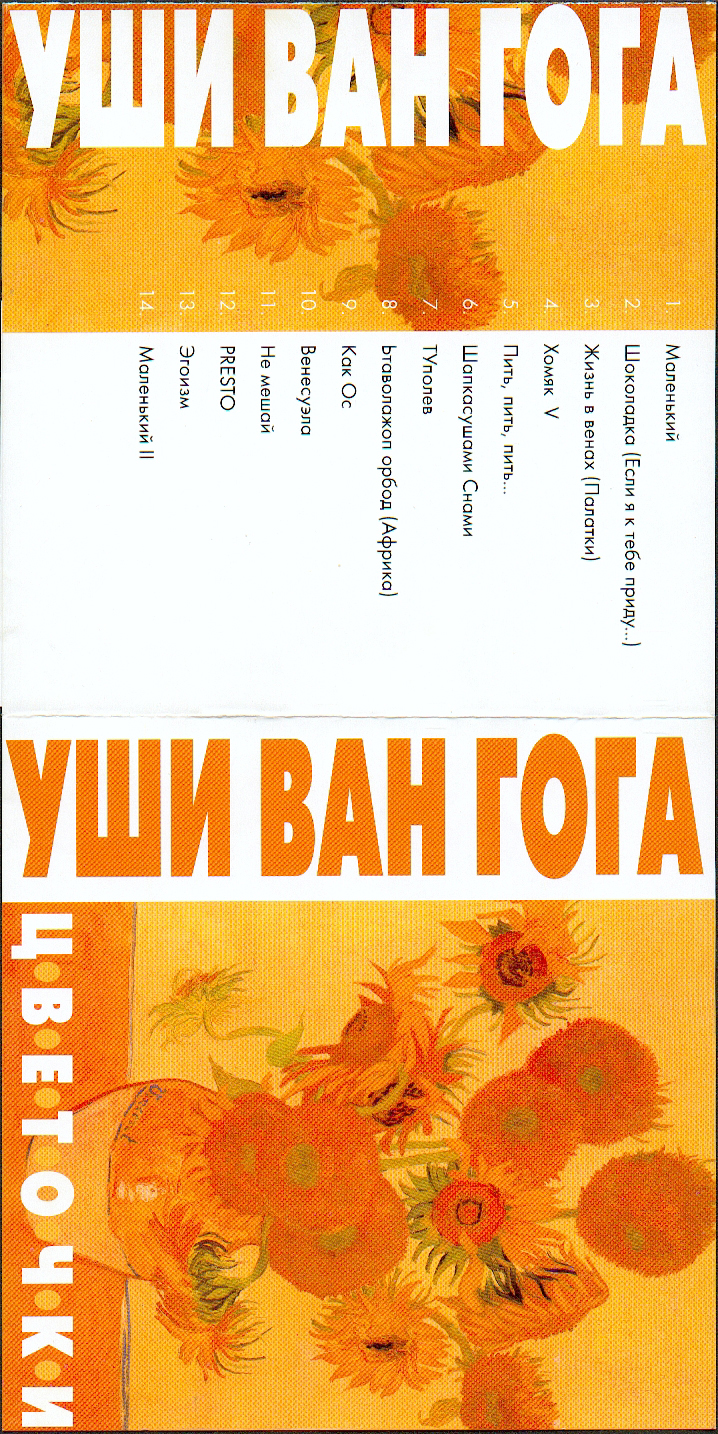 УШИ ВАН ГОГА
1. Маленький
2. Шоколадка (Если я к тебе приду...)
3. Жизнь в венах (Палатки)
4. Хомяк V
5. Пить, пить, пить...
6. Шапкасушами Снами
7. ТУполев
8. Ьтаволажоп орбод (Африка)
9. Как Ос
10. Венесуэла
11. Не мешай
12. PRESTO
13. Эгоизм
14. Маленький II
УШИ ВАН ГОГА
Ц•В•Е•Т•О•Ч•К•И
Vincent